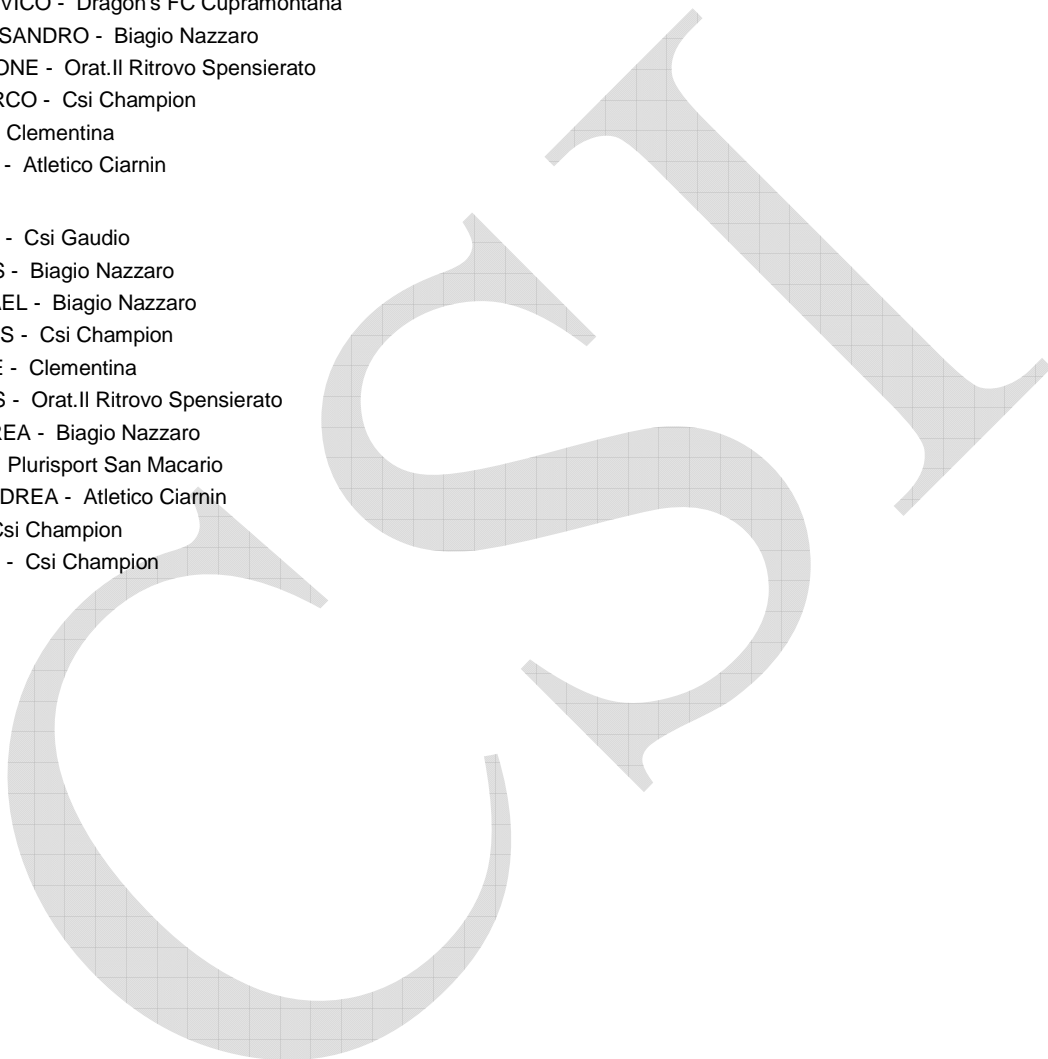 VICO - Dragon's FC Cupramontana
SANDRO - Biagio Nazzaro
ONE - Orat.Il Ritrovo Spensierato
RCO - Csi Champion
Clementina
- Atletico Ciarnin
- Csi Gaudio
S - Biagio Nazzaro
AEL - Biagio Nazzaro
S - Csi Champion
E - Clementina
S - Orat.Il Ritrovo Spensierato
REA - Biagio Nazzaro
Plurisport San Macario
DREA - Atletico Ciarnin
Csi Champion
- Csi Champion
CSI